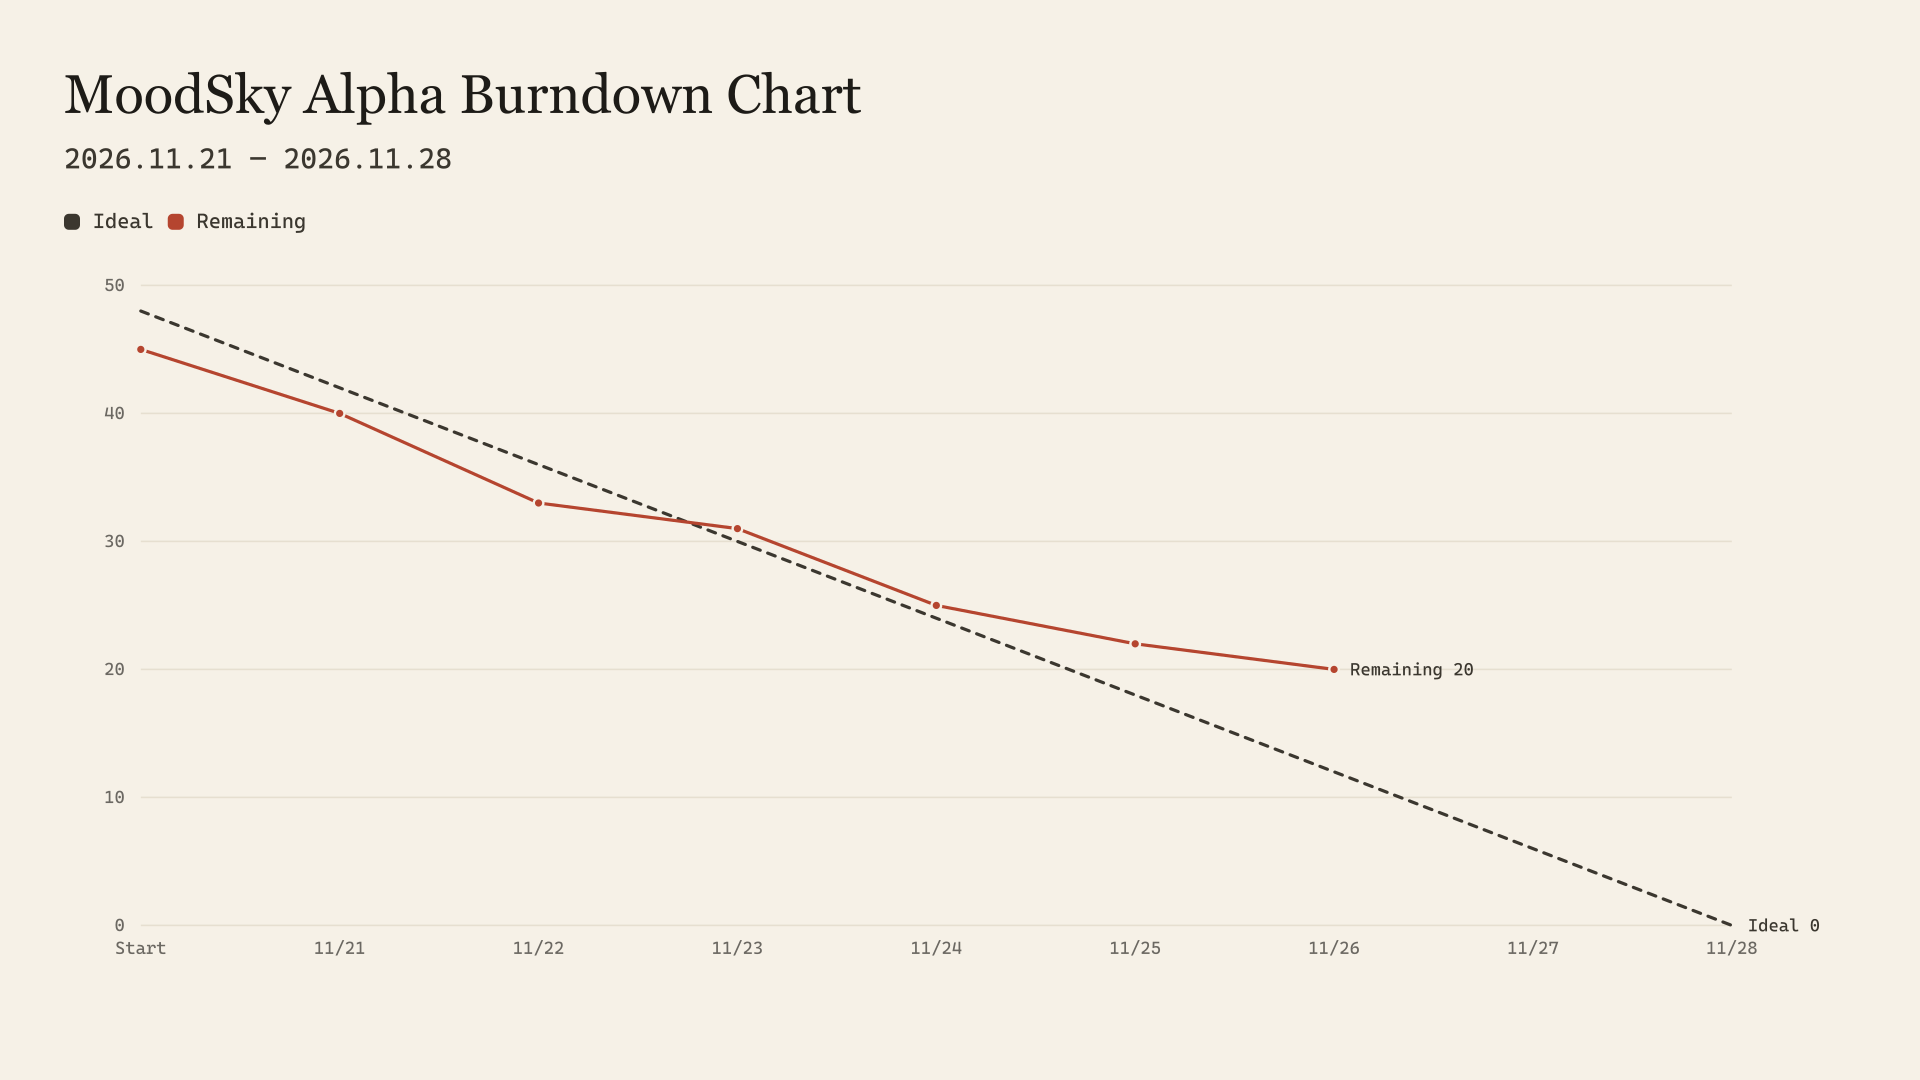 MoodSky Alpha Burndown Chart
2026.11.21 — 2026.11.28
Ideal Remaining
50
40
30
20
10
0
Remaining 20
Ideal 0
Start 11/21 11/22 11/23 11/24 11/25 11/26 11/27 11/28